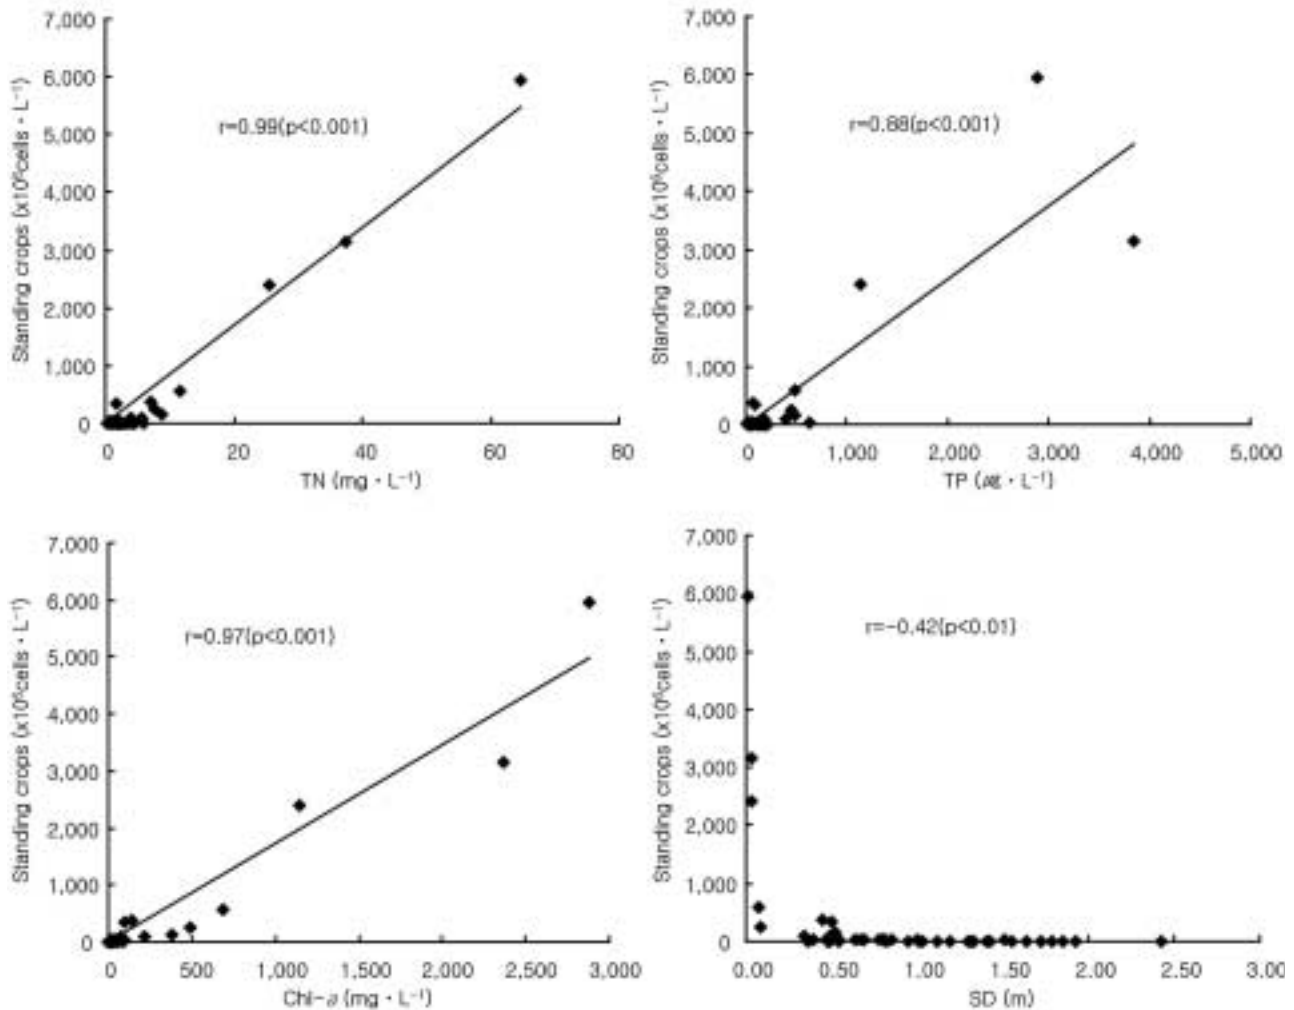 7,000
6,000
5,000
4,000
3,000
2,000
1,000
0
Standing crops (x10⁶cells・L⁻¹)
r=0.99(p<0.001)
0 20 40 60 80
TN (mg・L⁻¹)
7,000
6,000
5,000
4,000
3,000
2,000
1,000
0
Standing crops (x10⁶cells・L⁻¹)
r=0.88(p<0.001)
0 1,000 2,000 3,000 4,000 5,000
TP (㎍・L⁻¹)
7,000
6,000
5,000
4,000
3,000
2,000
1,000
0
Standing crops (x10⁶cells・L⁻¹)
r=0.97(p<0.001)
0 500 1,000 1,500 2,000 2,500 3,000
Chl-a (mg・L⁻¹)
7,000
6,000
5,000
4,000
3,000
2,000
1,000
0
Standing crops (x10⁶cells・L⁻¹)
r=-0.42(p<0.01)
0.00 0.50 1.00 1.50 2.00 2.50 3.00
SD (m)